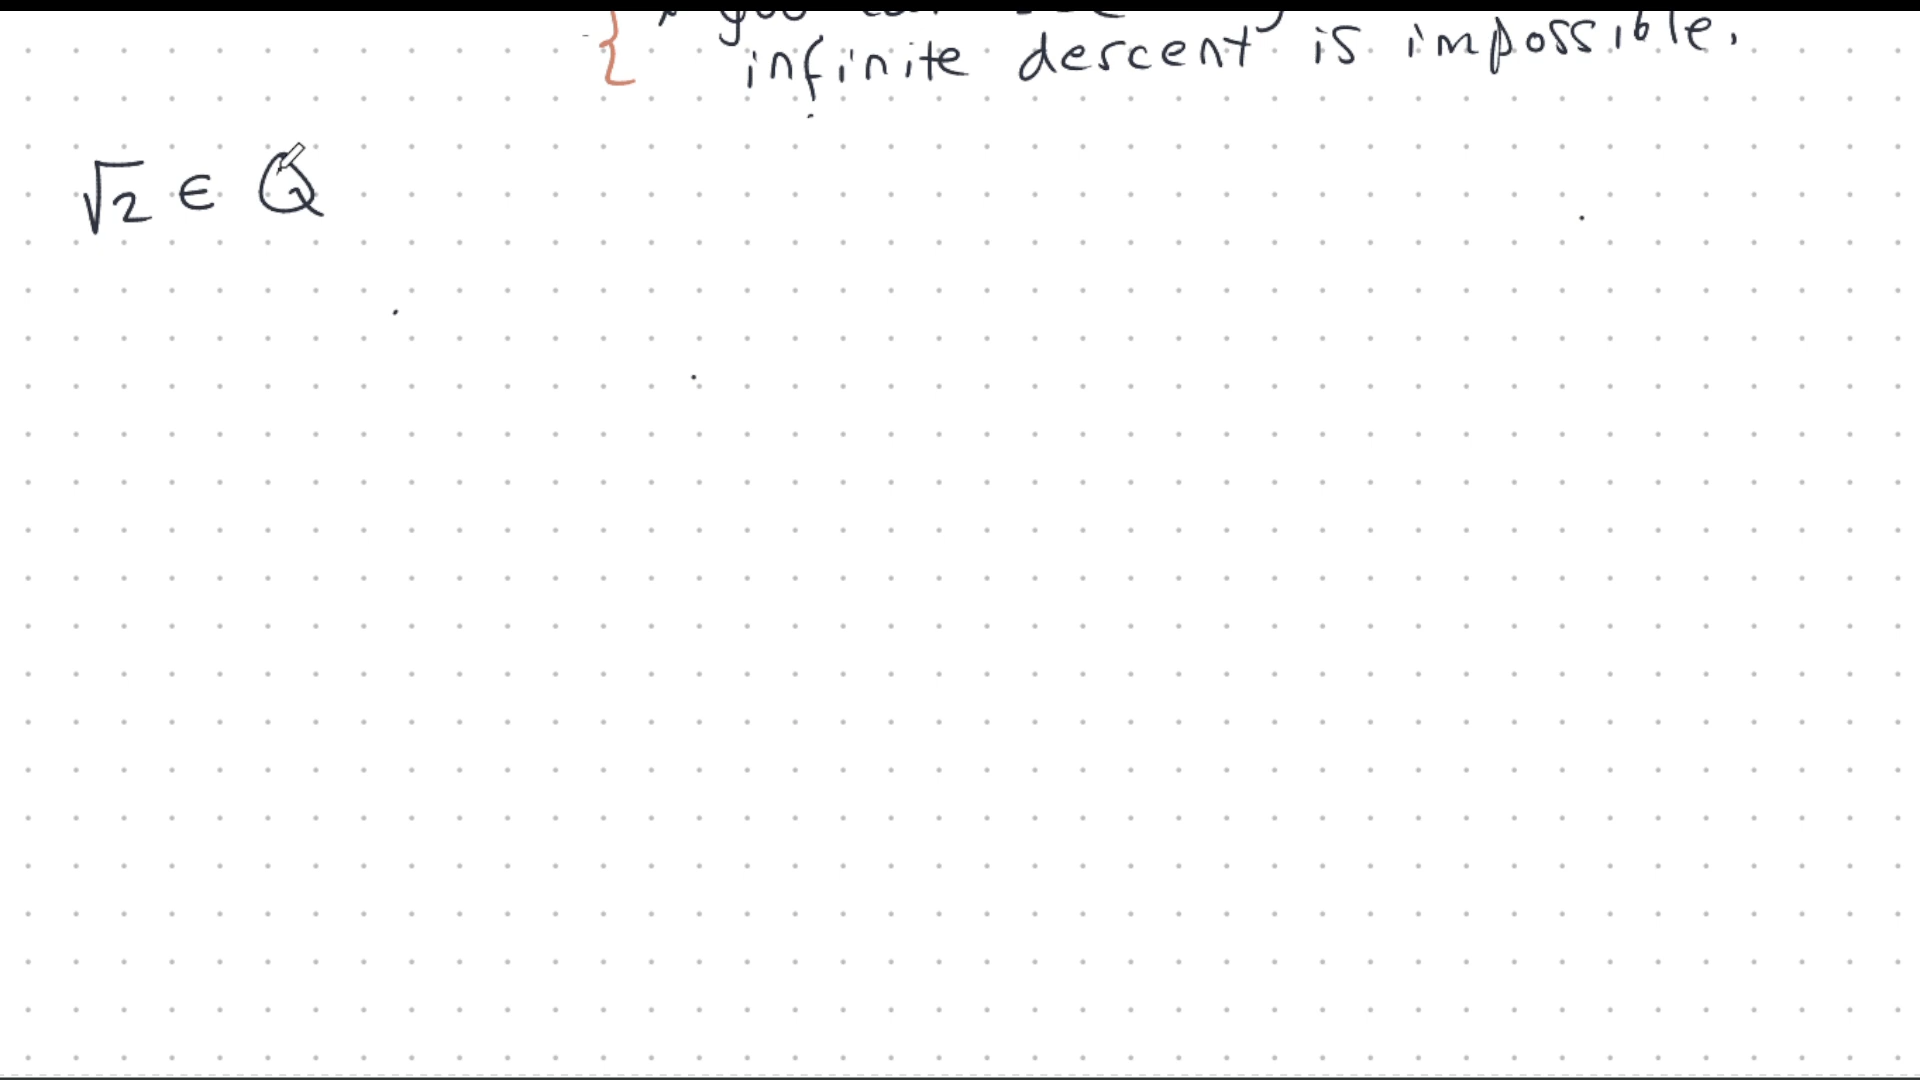 infinite descent is impossible.
√2 ∈ Q